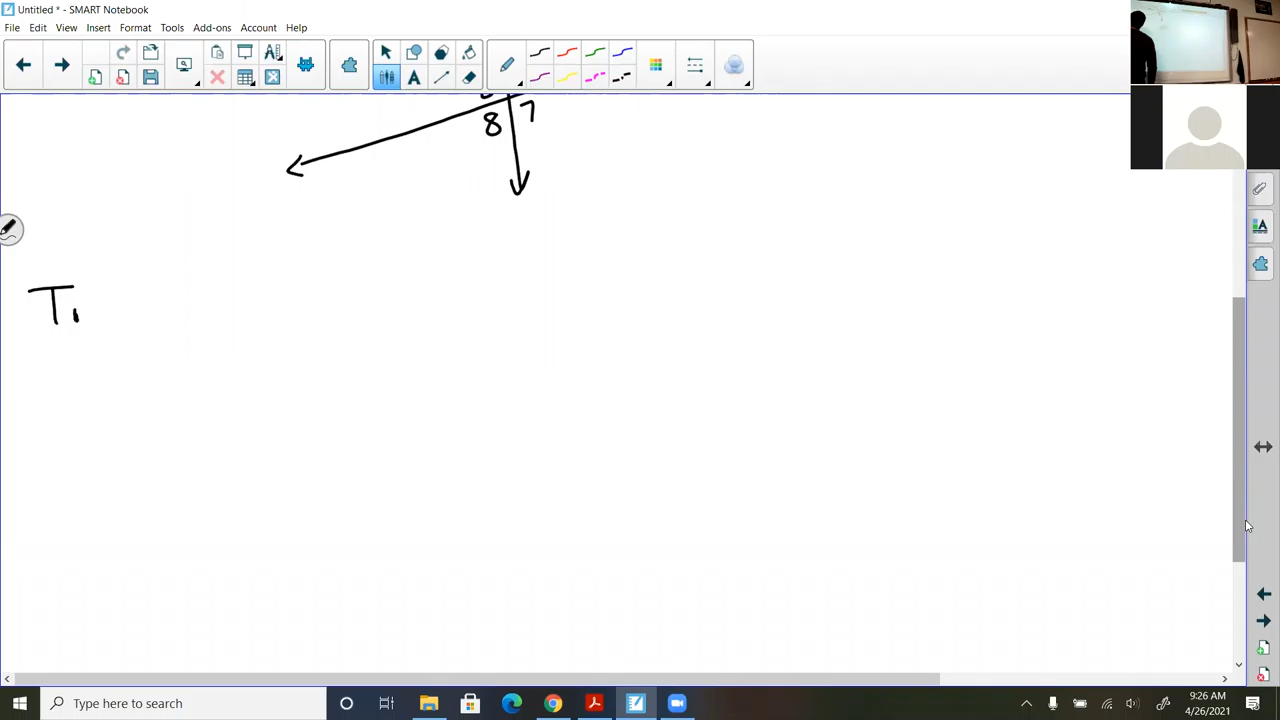 Untitled * - SMART Notebook
File Edit View Insert Format Tools Add-ons Account Help
8 7
T
Type here to search
9:26 AM
4/26/2021